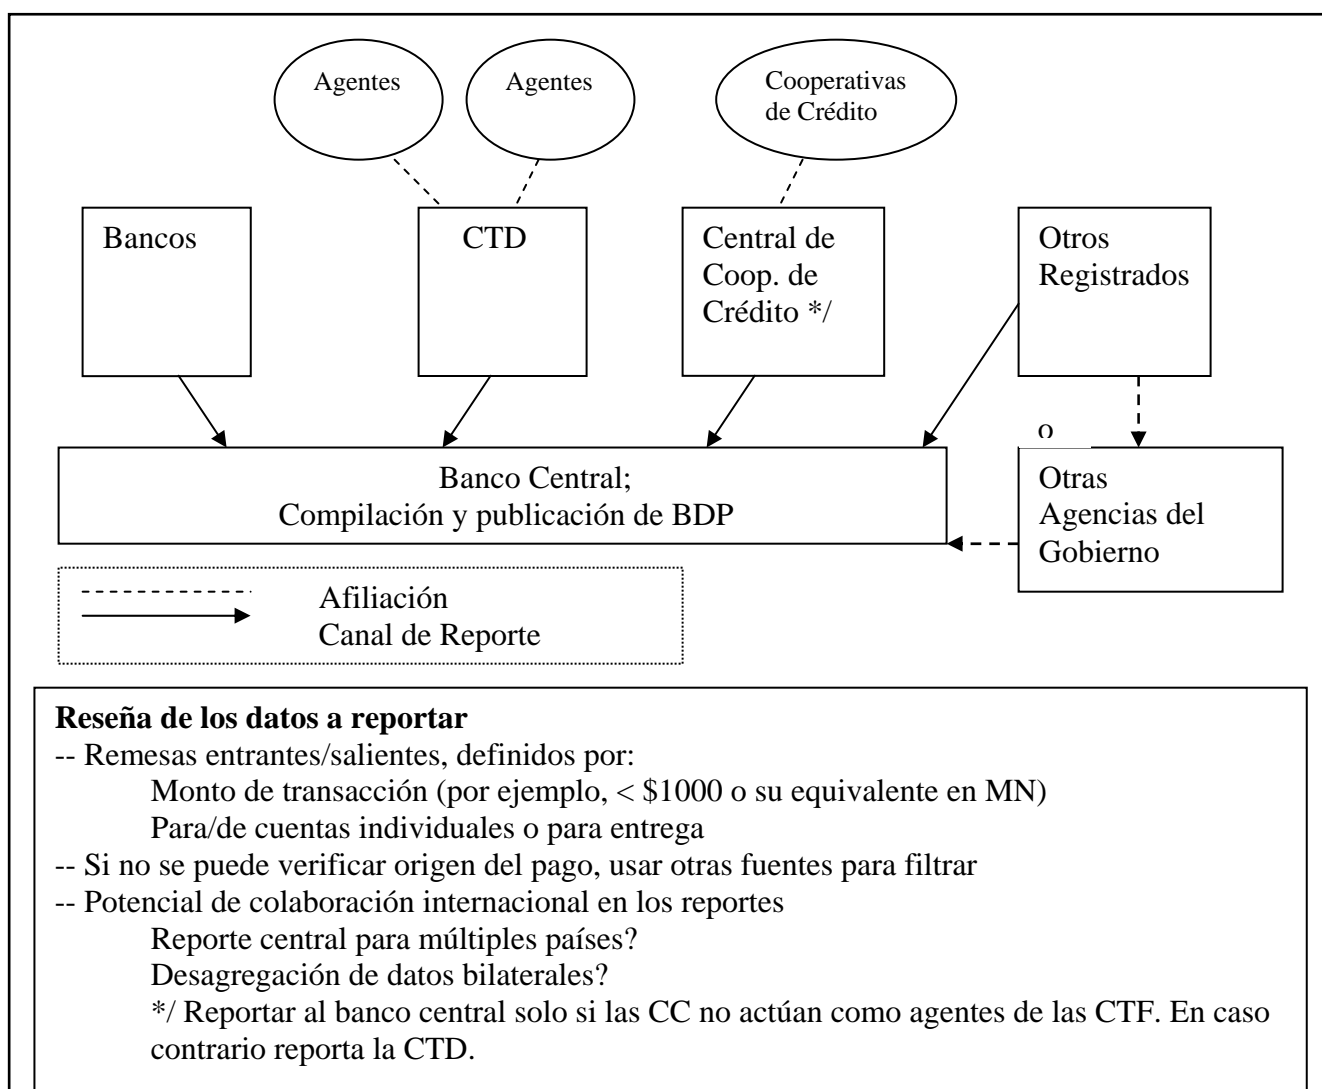 Agentes
Agentes
Cooperativas
de Crédito
Bancos
CTD
Central de
Coop. de
Crédito */
Otros
Registrados
o
Banco Central;
Compilación y publicación de BDP
Otras
Agencias del
Gobierno
Afiliación
Canal de Reporte
Reseña de los datos a reportar
-- Remesas entrantes/salientes, definidos por:
Monto de transacción (por ejemplo, < $1000 o su equivalente en MN)
Para/de cuentas individuales o para entrega
-- Si no se puede verificar origen del pago, usar otras fuentes para filtrar
-- Potencial de colaboración internacional en los reportes
Reporte central para múltiples países?
Desagregación de datos bilaterales?
*/ Reportar al banco central solo si las CC no actúan como agentes de las CTF. En caso
contrario reporta la CTD.